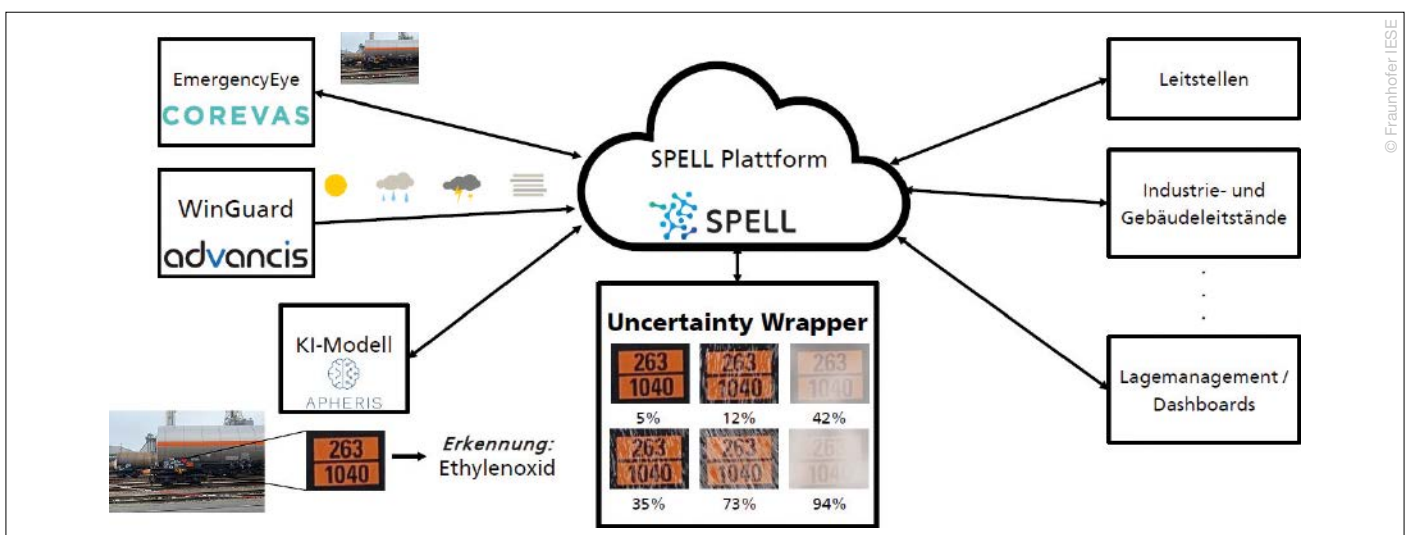 © Fraunhofer IESE
EmergencyEye
COREVAS
WinGuard
advancis
KI-Modell
APHERIS
263
1040
Erkennung:
Ethylenoxid
SPELL Plattform
SPELL
Uncertainty Wrapper
263
1040
263
1040
263
1040
5%
12%
42%
263
1040
263
1040
263
1040
35%
73%
94%
Leitstellen
Industrie- und
Gebäudeleitstände
Lagemanagement /
Dashboards